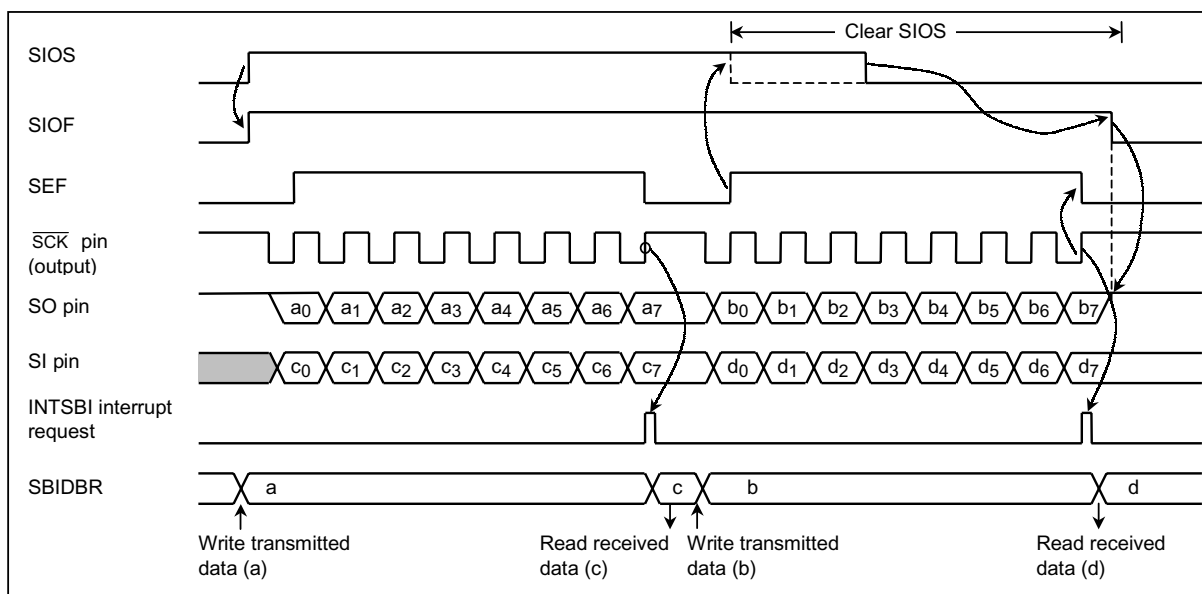 Clear SIOS
SIOS
SIOF
SEF
SCK pin
(output)
SO pin
a0 a1 a2 a3 a4 a5 a6 a7 b0 b1 b2 b3 b4 b5 b6 b7
SI pin
c0 c1 c2 c3 c4 c5 c6 c7 d0 d1 d2 d3 d4 d5 d6 d7
INTSBI interrupt
request
SBIDBR
a c b d
Write transmitted
data (a)
Read received
data (c)
Write transmitted
data (b)
Read received
data (d)